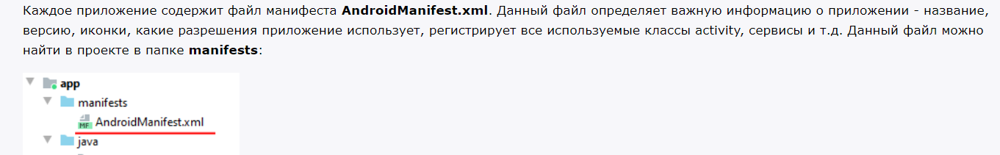 Каждое приложение содержит файл манифеста AndroidManifest.xml. Данный файл определяет важную информацию о приложении - название,
версию, иконки, какие разрешения приложение использует, регистрирует все используемые классы activity, сервисы и т.д. Данный файл можно
найти в проекте в папке manifests:
app
manifests
MF AndroidManifest.xml
java